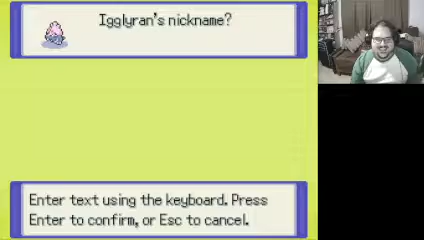 Igglyran's nickname?
Enter text using the keyboard. Press
Enter to confirm, or Esc to cancel.